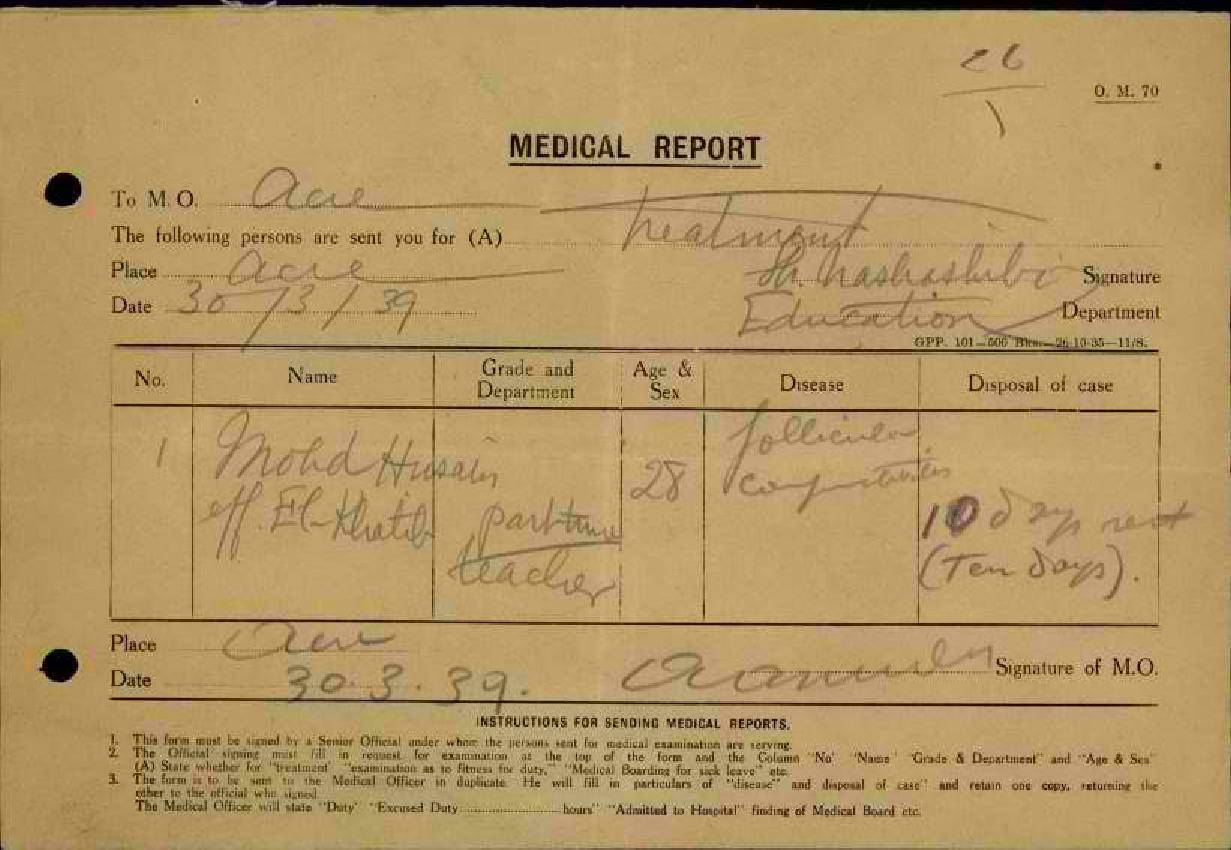 26
1
O. M. 70
MEDICAL REPORT
To M. O. Acre
The following persons are sent you for (A) Treatment
Place Acre Sh. Nashashibi Signature
Date 30/3/39 Education Department
GPP. 101—500 Bks.—26-10-35—11/8.
No. Name Grade and Department Age & Sex Disease Disposal of case
1 Mohd Husain eff. El-Khatib part-time teacher 28 follicular conjunctivitis 10 days rest (Ten days).
Place Acre
Date 30.3.39. Signature of M.O.
INSTRUCTIONS FOR SENDING MEDICAL REPORTS.
1. This form must be signed by a Senior Official under whom the persons sent for medical examination are serving.
2. The Official signing must fill in request for examination at the top of the form and the Column "No" "Name "Grade & Department" and "Age & Sex"
(A) State whether for "treatment" "examination as to fitness for duty," "Medical Boarding for sick leave" etc.
3. The form is to be sent to the Medical Officer in duplicate. He will fill in particulars of "disease" and disposal of case" and retain one copy, returning the
other to the official who signed.
The Medical Officer will state "Duty" "Excused Duty ........ hours" "Admitted to Hospital" finding of Medical Board etc.